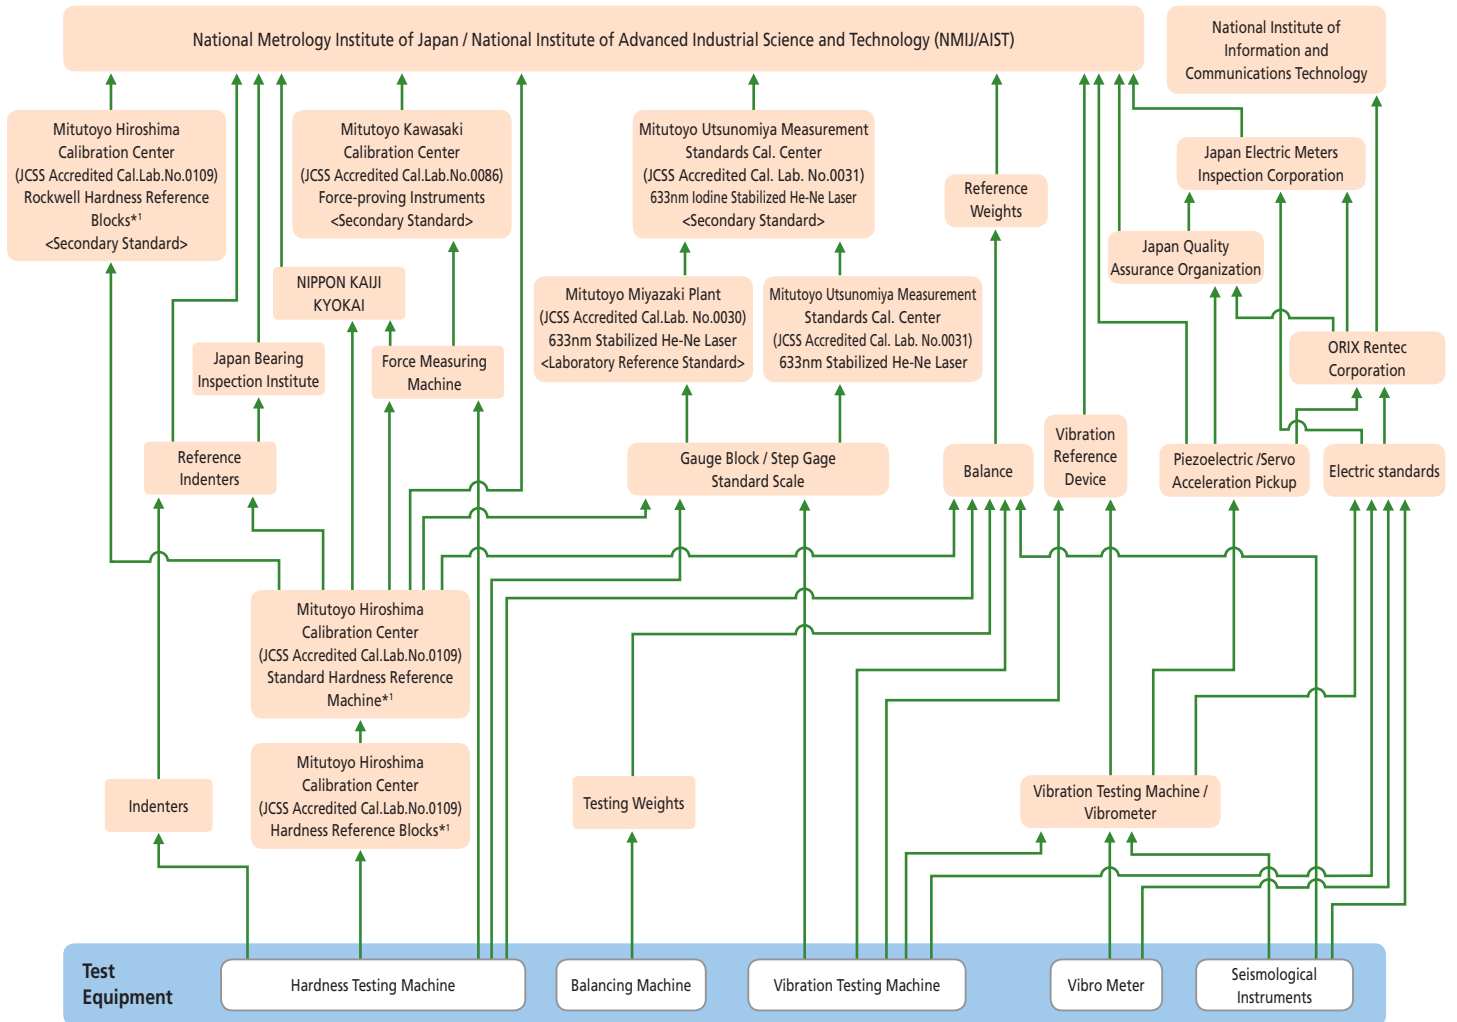 National Metrology Institute of Japan / National Institute of Advanced Industrial Science and Technology (NMIJ/AIST)
National Institute of
Information and
Communications Technology
Mitutoyo Hiroshima
Calibration Center
(JCSS Accredited Cal.Lab.No.0109)
Rockwell Hardness Reference
Blocks*1
<Secondary Standard>
Mitutoyo Kawasaki
Calibration Center
(JCSS Accredited Cal.Lab.No.0086)
Force-proving Instruments
<Secondary Standard>
Mitutoyo Utsunomiya Measurement
Standards Cal. Center
(JCSS Accredited Cal. Lab. No.0031)
633nm Iodine Stabilized He-Ne Laser
<Secondary Standard>
Reference
Weights
Japan Electric Meters
Inspection Corporation
Japan Quality
Assurance Organization
NIPPON KAIJI
KYOKAI
Mitutoyo Miyazaki Plant
(JCSS Accredited Cal.Lab. No.0030)
633nm Stabilized He-Ne Laser
<Laboratory Reference Standard>
Mitutoyo Utsunomiya Measurement
Standards Cal. Center
(JCSS Accredited Cal. Lab. No.0031)
633nm Stabilized He-Ne Laser
ORIX Rentec
Corporation
Japan Bearing
Inspection Institute
Force Measuring
Machine
Reference
Indenters
Gauge Block / Step Gage
Standard Scale
Balance
Vibration
Reference
Device
Piezoelectric /Servo
Acceleration Pickup
Electric standards
Mitutoyo Hiroshima
Calibration Center
(JCSS Accredited Cal.Lab.No.0109)
Standard Hardness Reference
Machine*1
Mitutoyo Hiroshima
Calibration Center
(JCSS Accredited Cal.Lab.No.0109)
Hardness Reference Blocks*1
Indenters
Testing Weights
Vibration Testing Machine /
Vibrometer
Test
Equipment
Hardness Testing Machine
Balancing Machine
Vibration Testing Machine
Vibro Meter
Seismological
Instruments